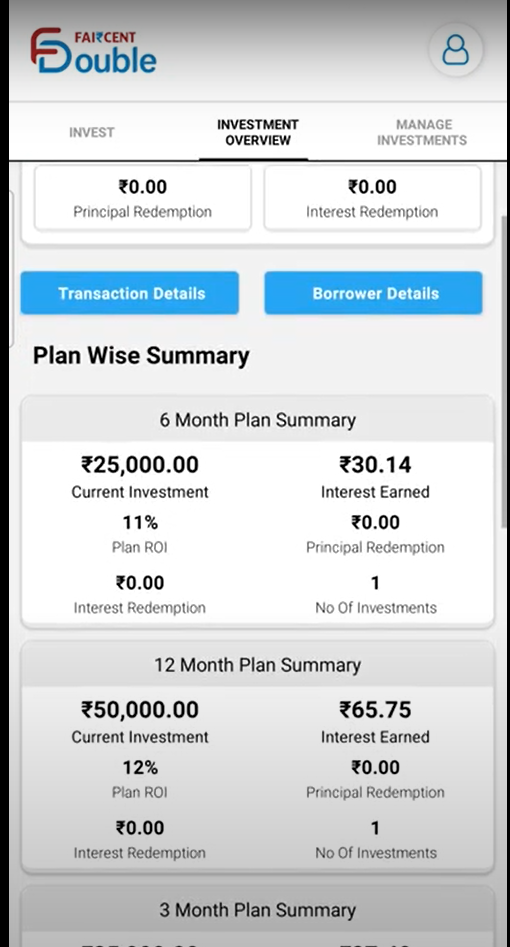 FAIRCENT
Double
INVEST
INVESTMENT
OVERVIEW
MANAGE
INVESTMENTS
₹0.00
Principal Redemption
₹0.00
Interest Redemption
Transaction Details
Borrower Details
Plan Wise Summary
6 Month Plan Summary
₹25,000.00
Current Investment
₹30.14
Interest Earned
11%
Plan ROI
₹0.00
Principal Redemption
₹0.00
Interest Redemption
1
No Of Investments
12 Month Plan Summary
₹50,000.00
Current Investment
₹65.75
Interest Earned
12%
Plan ROI
₹0.00
Principal Redemption
₹0.00
Interest Redemption
1
No Of Investments
3 Month Plan Summary